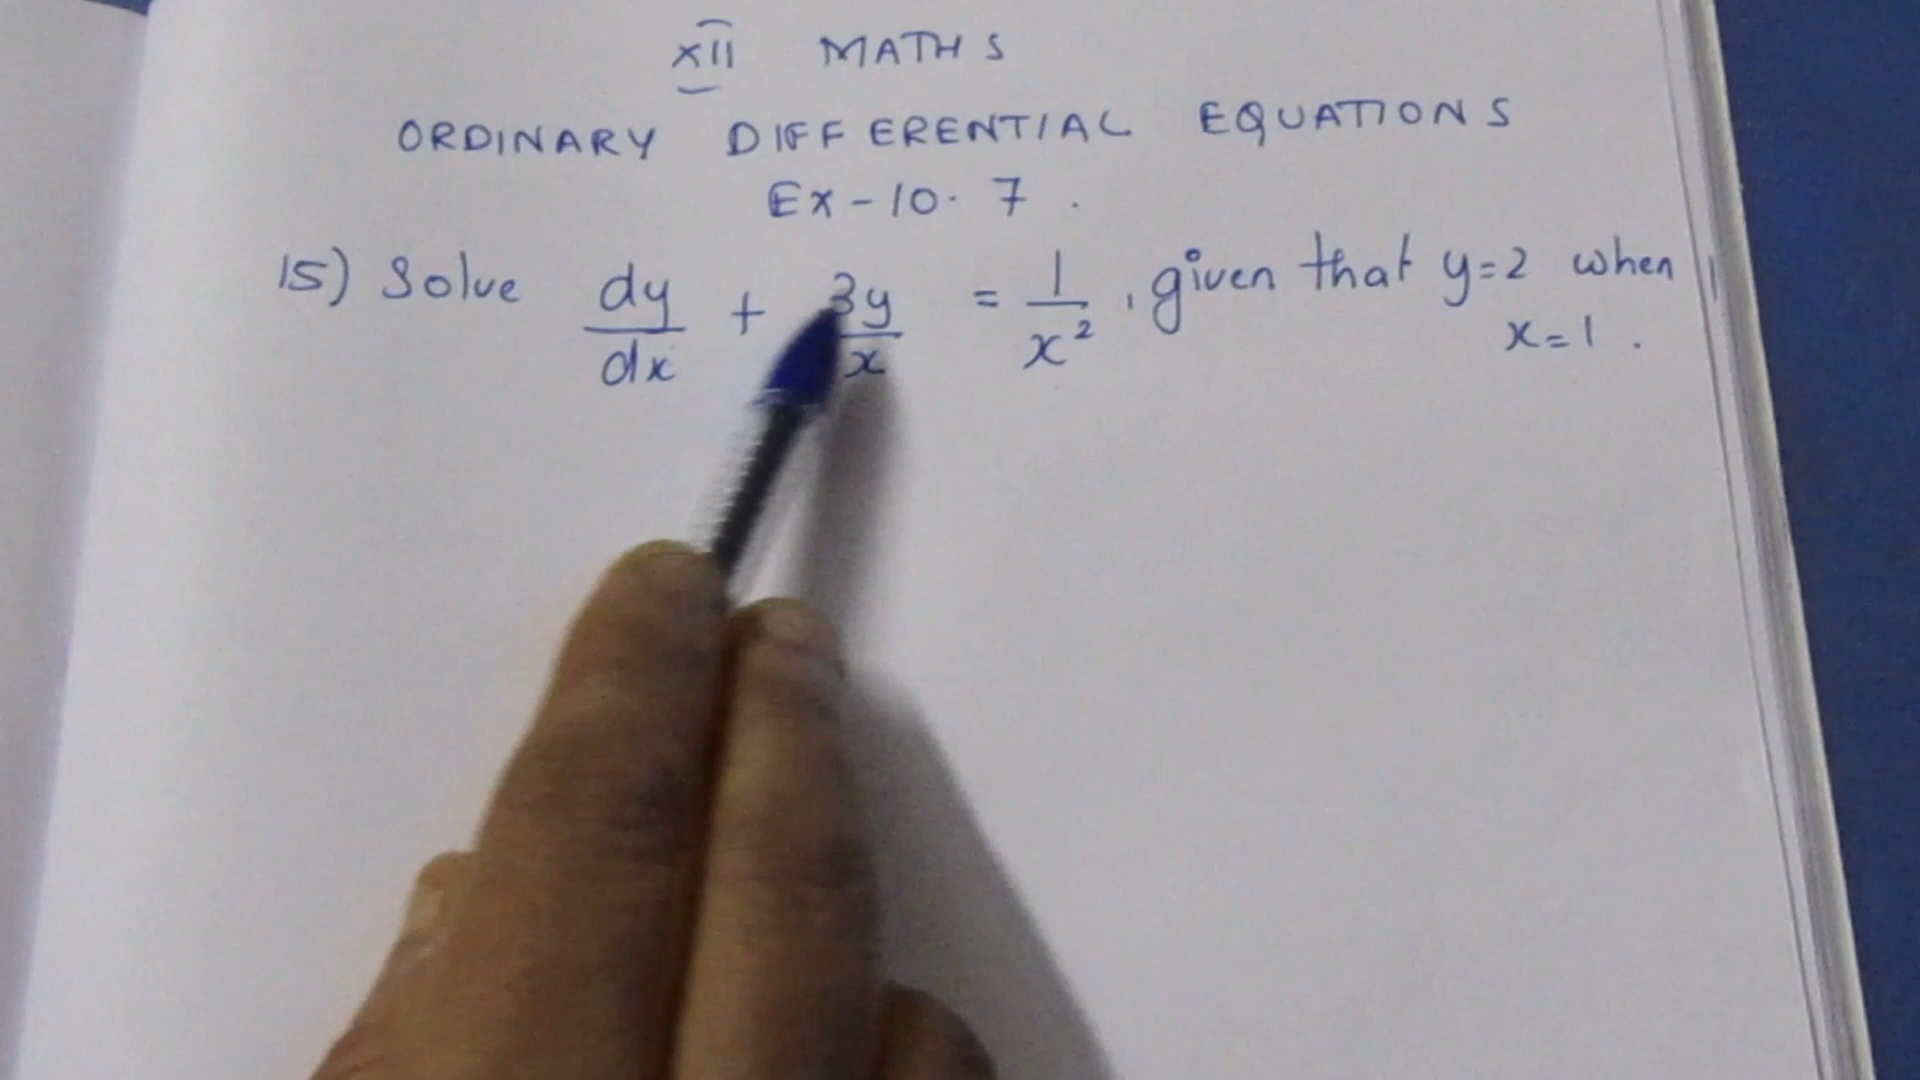 XII MATHS
ORDINARY DIFFERENTIAL EQUATIONS
Ex-10.7.
15) Solve dy/dx + 3y/x = 1/x², given that y=2 when
x=1.